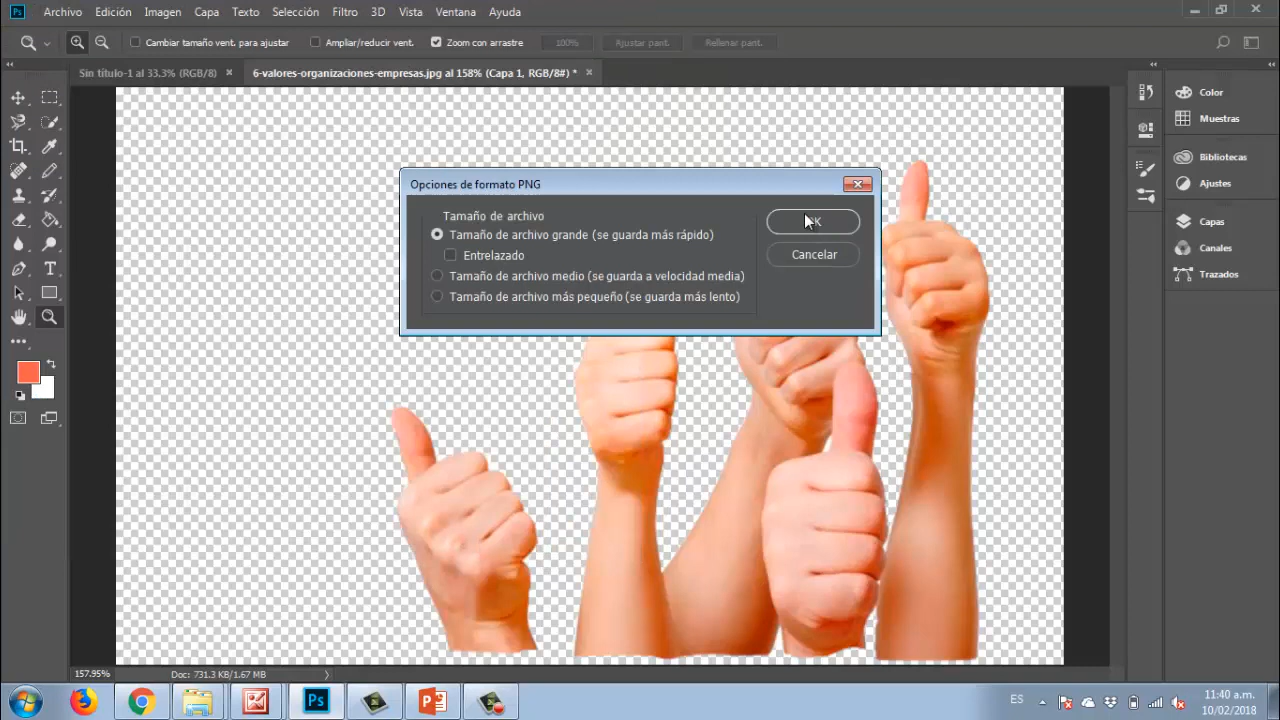 Ps Archivo Edición Imagen Capa Texto Selección Filtro 3D Vista Ventana Ayuda
Cambiar tamaño vent. para ajustar Ampliar/reducir vent. Zoom con arrastre 100% Ajustar pant. Rellenar pant.
Sin título-1 al 33.3% (RGB/8) 6-valores-organizaciones-empresas.jpg al 158% (Capa 1, RGB/8#) *
Color
Muestras
Bibliotecas
Ajustes
Capas
Canales
Trazados
Opciones de formato PNG
Tamaño de archivo
Tamaño de archivo grande (se guarda más rápido)
Entrelazado
Cancelar
Tamaño de archivo medio (se guarda a velocidad media)
Tamaño de archivo más pequeño (se guarda más lento)
157.95% Doc: 731.3 KB/1.67 MB
Ps
ES
11:40 a.m.
10/02/2018